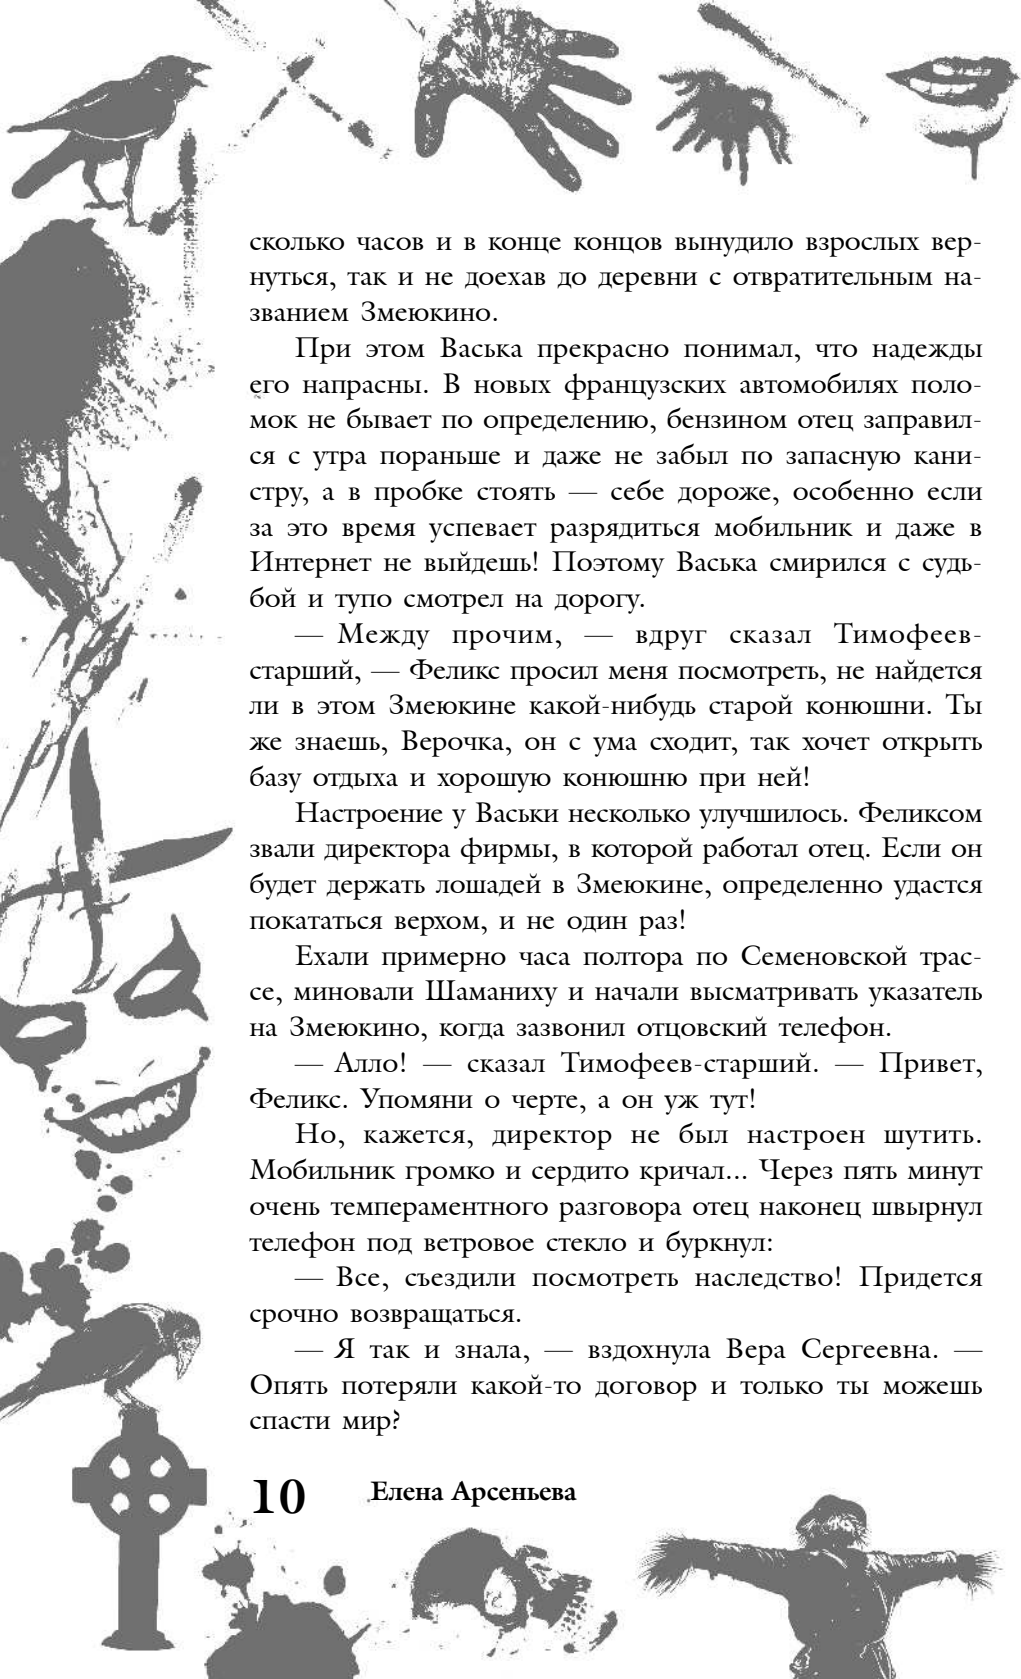 сколько часов и в конце концов вынудило взрослых вер-
нуться, так и не доехав до деревни с отвратительным на-
званием Змеюкино.
При этом Васька прекрасно понимал, что надежды
его напрасны. В новых французских автомобилях поло-
мок не бывает по определению, бензином отец заправил-
ся с утра пораньше и даже не забыл по запасную кани-
стру, а в пробке стоять — себе дороже, особенно если
за это время успевает разрядиться мобильник и даже в
Интернет не выйдешь! Поэтому Васька смирился с судь-
бой и тупо смотрел на дорогу.
— Между прочим, — вдруг сказал Тимофеев-
старший, — Феликс просил меня посмотреть, не найдется
ли в этом Змеюкине какой-нибудь старой конюшни. Ты
же знаешь, Верочка, он с ума сходит, так хочет открыть
базу отдыха и хорошую конюшню при ней!
Настроение у Васьки несколько улучшилось. Феликсом
звали директора фирмы, в которой работал отец. Если он
будет держать лошадей в Змеюкине, определенно удастся
покататься верхом, и не один раз!
Ехали примерно часа полтора по Семеновской трас-
се, миновали Шаманиху и начали высматривать указатель
на Змеюкино, когда зазвонил отцовский телефон.
— Алло! — сказал Тимофеев-старший. — Привет,
Феликс. Упомяни о черте, а он уж тут!
Но, кажется, директор не был настроен шутить.
Мобильник громко и сердито кричал... Через пять минут
очень темпераментного разговора отец наконец швырнул
телефон под ветровое стекло и буркнул:
— Все, съездили посмотреть наследство! Придется
срочно возвращаться.
— Я так и знала, — вздохнула Вера Сергеевна. —
Опять потеряли какой-то договор и только ты можешь
спасти мир?
10 Елена Арсеньева